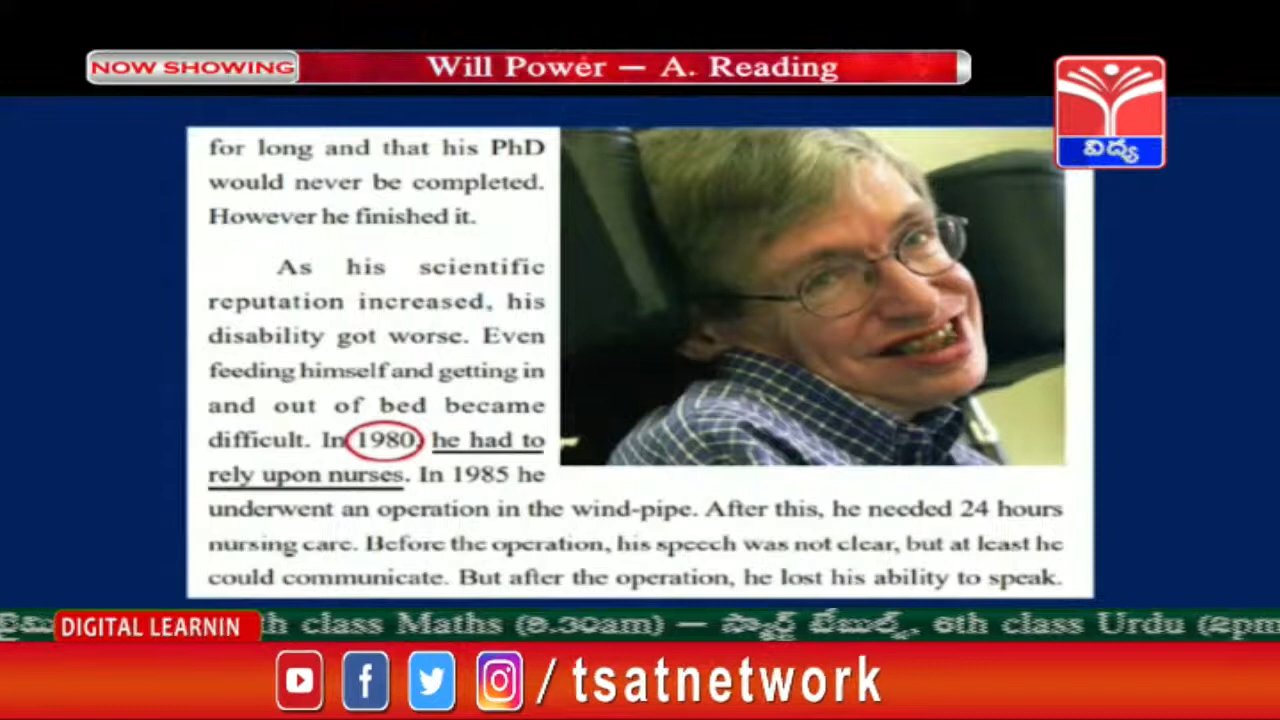 NOW SHOWING
Will Power — A. Reading
విద్య
for long and that his PhD
would never be completed.
However he finished it.
As his scientific
reputation increased, his
disability got worse. Even
feeding himself and getting in
and out of bed became
difficult. In 1980, he had to
rely upon nurses. In 1985 he
underwent an operation in the wind-pipe. After this, he needed 24 hours
nursing care. Before the operation, his speech was not clear, but at least he
could communicate. But after the operation, he lost his ability to speak.
DIGITAL LEARNIN
th class Maths (9.30am) – 6th class Urdu (2pm
/ tsatnetwork